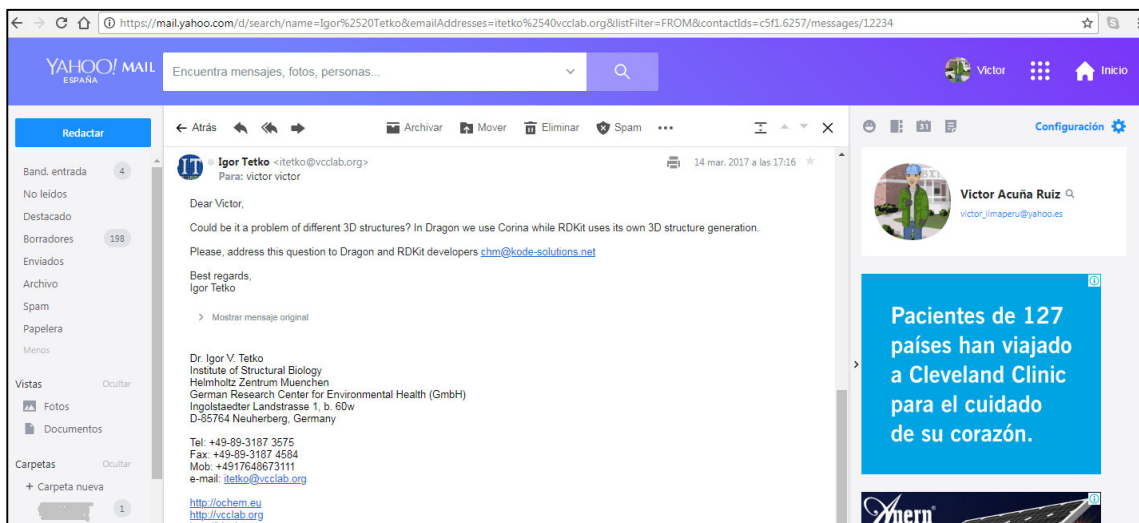 https://mail.yahoo.com/d/search/name=Igor%2520Tetko&emailAddresses=itetko%2540vcclab.org&listFilter=FROM&contactIds=c5f1.6257/messages/12234
YAHOO! MAIL
ESPAÑA
Encuentra mensajes, fotos, personas...
Victor
Inicio
Redactar
Band. entrada 4
No leídos
Destacado
Borradores 198
Enviados
Archivo
Spam
Papelera
Menos
Vistas Ocultar
Fotos
Documentos
Carpetas Ocultar
+ Carpeta nueva
1
Atrás Archivar Mover Eliminar Spam
IT
Igor Tetko <itetko@vcclab.org> 14 mar. 2017 a las 17:16
Para: victor victor
Dear Victor,
Could be it a problem of different 3D structures? In Dragon we use Corina while RDKit uses its own 3D structure generation.
Please, address this question to Dragon and RDKit developers chm@kode-solutions.net
Best regards,
Igor Tetko
> Mostrar mensaje original
Dr. Igor V. Tetko
Institute of Structural Biology
Helmholtz Zentrum Muenchen
German Research Center for Environmental Health (GmbH)
Ingolstaedter Landstrasse 1, b. 60w
D-85764 Neuherberg, Germany
Tel: +49-89-3187 3575
Fax: +49-89-3187 4584
Mob: +4917648673111
e-mail: itetko@vcclab.org
http://ochem.eu
http://vcclab.org
31
Configuración
Victor Acuña Ruiz
victor_limaperu@yahoo.es
Pacientes de 127
países han viajado
a Cleveland Clinic
para el cuidado
de su corazón.
Anern